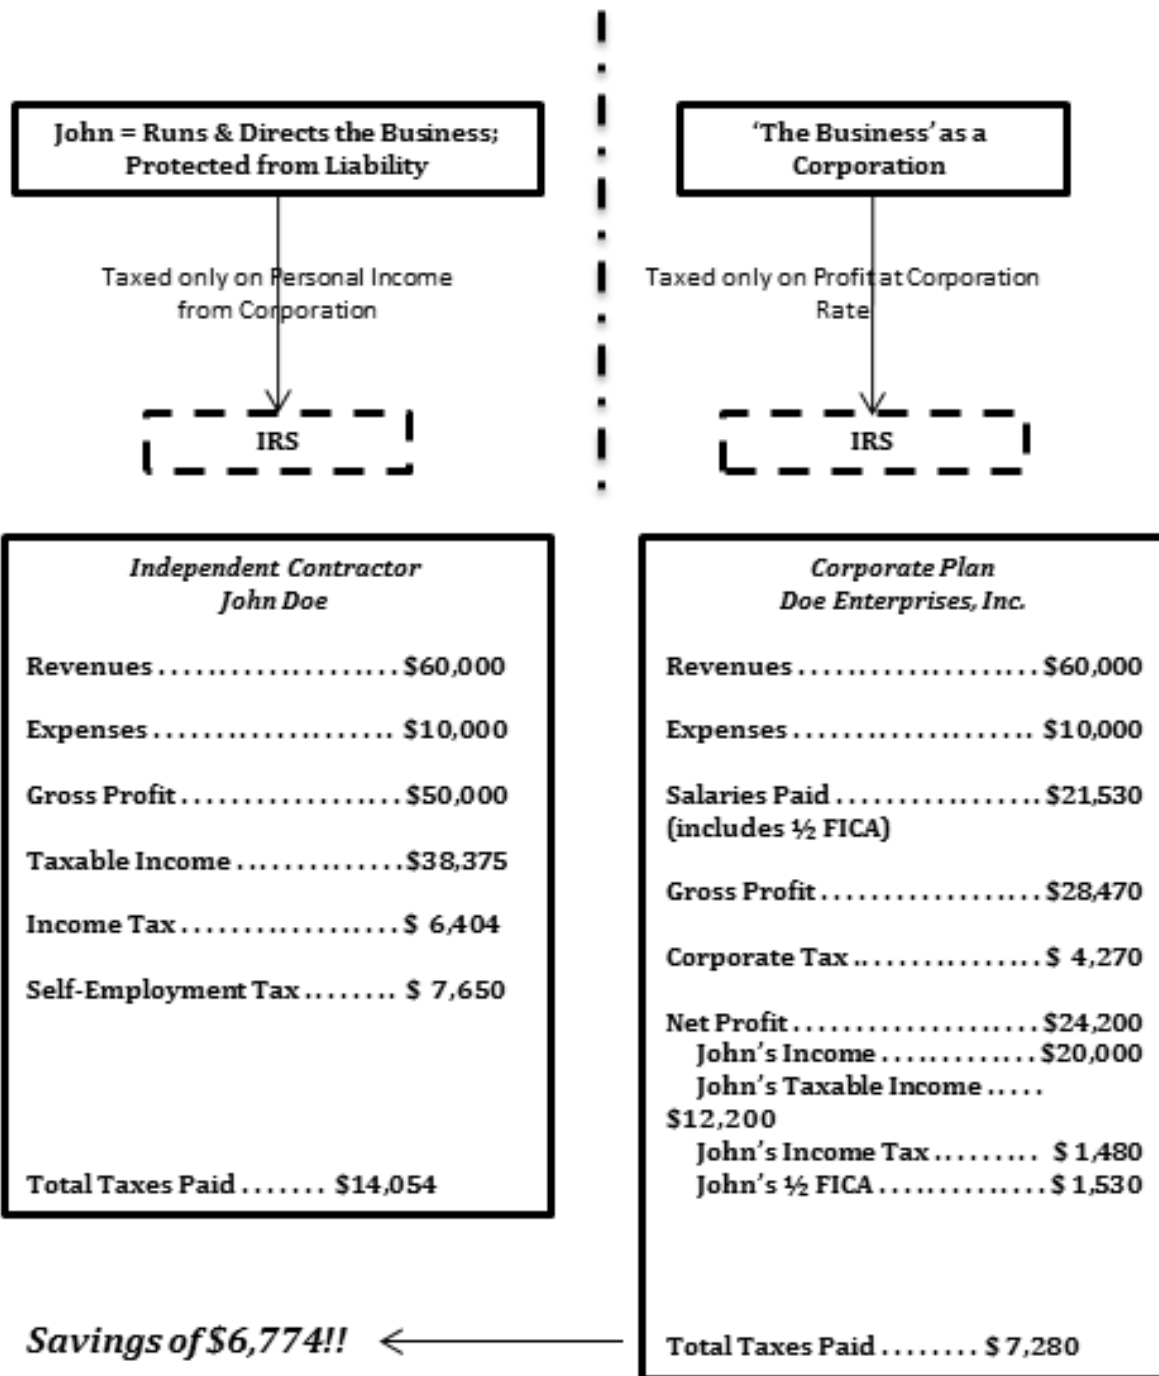 John = Runs & Directs the Business;
Protected from Liability
‘The Business’ as a
Corporation
Taxed only on Personal Income
from Corporation
Taxed only on Profit at Corporation
Rate
IRS
IRS
Independent Contractor
John Doe
Revenues . . . . . . . . . . . . . . . . . . . $60,000
Expenses . . . . . . . . . . . . . . . . . . . $10,000
Gross Profit . . . . . . . . . . . . . . . . . . $50,000
Taxable Income . . . . . . . . . . . . . $38,375
Income Tax . . . . . . . . . . . . . . . . . . $ 6,404
Self-Employment Tax . . . . . . . . $ 7,650
Total Taxes Paid . . . . . . . $14,054
Savings of $6,774!!
Corporate Plan
Doe Enterprises, Inc.
Revenues . . . . . . . . . . . . . . . . . . . $60,000
Expenses . . . . . . . . . . . . . . . . . . . $10,000
Salaries Paid . . . . . . . . . . . . . . . . $21,530
(includes ½ FICA)
Gross Profit . . . . . . . . . . . . . . . . . $28,470
Corporate Tax . . . . . . . . . . . . . . . $ 4,270
Net Profit . . . . . . . . . . . . . . . . . . . $24,200
John’s Income . . . . . . . . . . . . . $20,000
John’s Taxable Income . . . . .
$12,200
John’s Income Tax . . . . . . . . . $ 1,480
John’s ½ FICA . . . . . . . . . . . . . $ 1,530
Total Taxes Paid . . . . . . . . $ 7,280